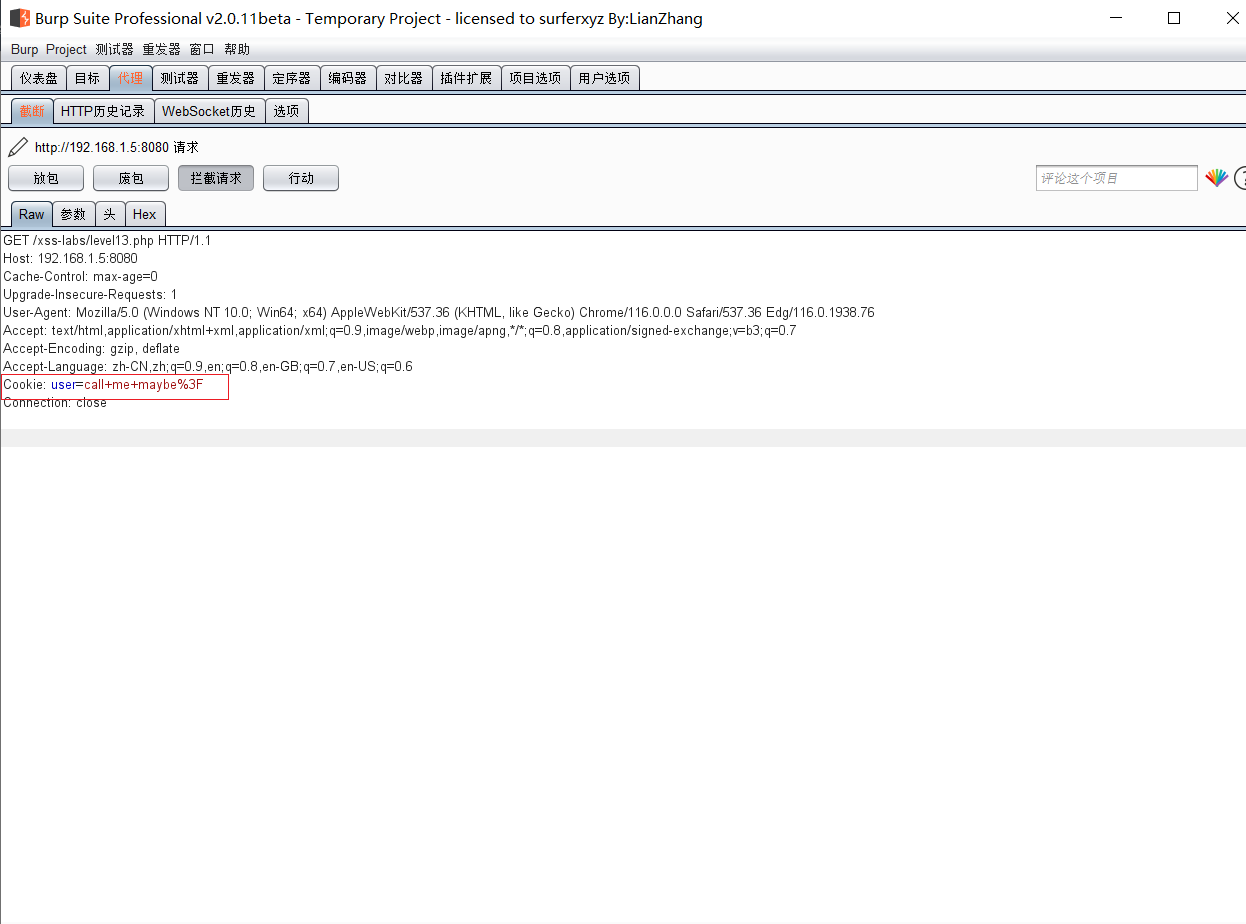 Burp Suite Professional v2.0.11beta - Temporary Project - licensed to surferxyz By:LianZhang
Burp Project 测试器 重发器 窗口 帮助
仪表盘 目标 代理 测试器 重发器 定序器 编码器 对比器 插件扩展 项目选项 用户选项
截断 HTTP历史记录 WebSocket历史 选项
http://192.168.1.5:8080 请求
放包 废包 拦截请求 行动 评论这个项目 ?
Raw 参数 头 Hex
GET /xss-labs/level13.php HTTP/1.1
Host: 192.168.1.5:8080
Cache-Control: max-age=0
Upgrade-Insecure-Requests: 1
User-Agent: Mozilla/5.0 (Windows NT 10.0; Win64; x64) AppleWebKit/537.36 (KHTML, like Gecko) Chrome/116.0.0.0 Safari/537.36 Edg/116.0.1938.76
Accept: text/html,application/xhtml+xml,application/xml;q=0.9,image/webp,image/apng,*/*;q=0.8,application/signed-exchange;v=b3;q=0.7
Accept-Encoding: gzip, deflate
Accept-Language: zh-CN,zh;q=0.9,en;q=0.8,en-GB;q=0.7,en-US;q=0.6
Cookie: user=call+me+maybe%3F
Connection: close